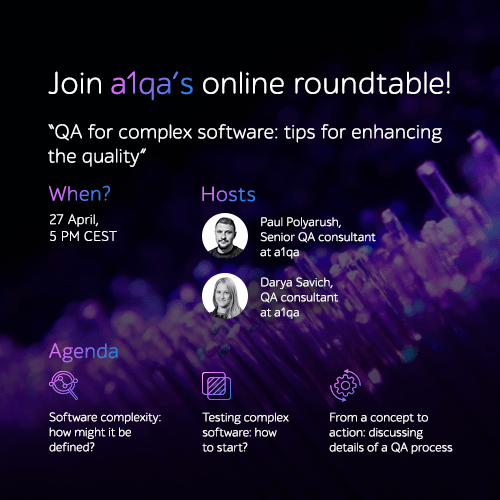 Join a1qa's online roundtable!
"QA for complex software: tips for enhancing
the quality"
When?
27 April,
5 PM CEST
Hosts
Paul Polyarush,
Senior QA consultant
at a1qa
Darya Savich,
QA consultant
at a1qa
Agenda
Software complexity:
how might it be
defined?
Testing complex
software: how
to start?
From a concept to
action: discussing
details of a QA process